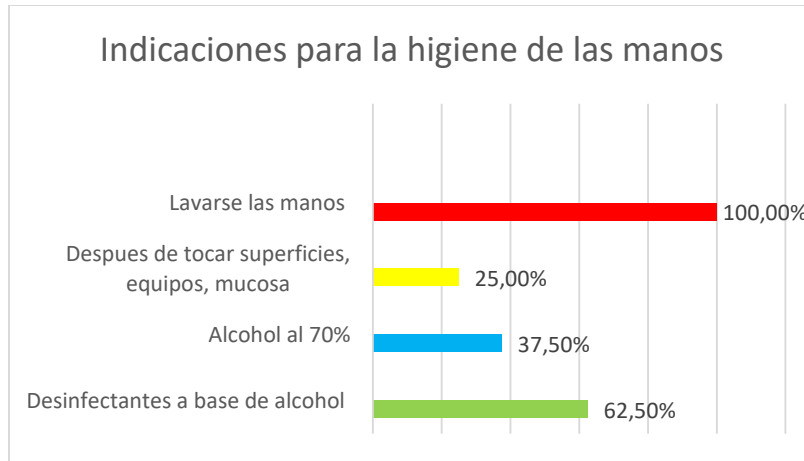 Indicaciones para la higiene de las manos
Lavarse las manos
100,00%
Despues de tocar superficies,
equipos, mucosa
25,00%
Alcohol al 70%
37,50%
Desinfectantes a base de alcohol
62,50%